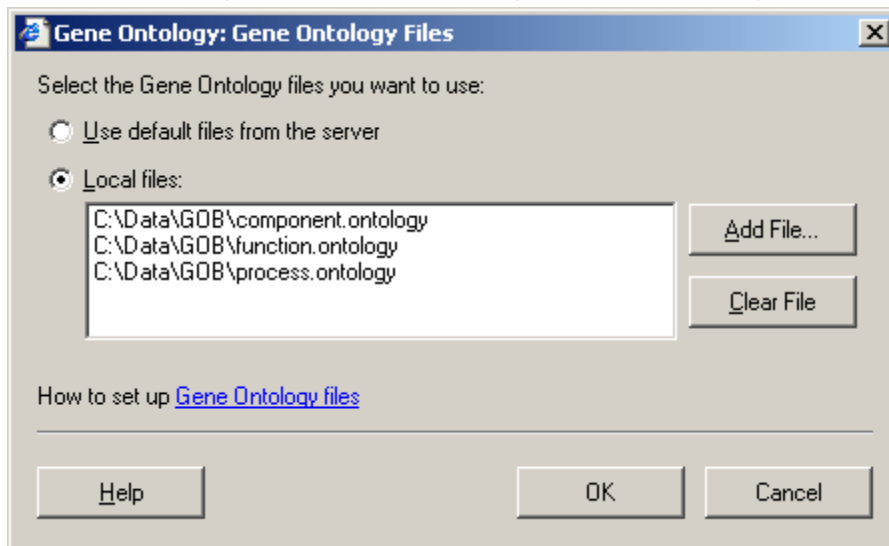 Gene Ontology: Gene Ontology Files
Select the Gene Ontology files you want to use:
Use default files from the server
Local files:
C:\Data\GOB\component.ontology
C:\Data\GOB\function.ontology
C:\Data\GOB\process.ontology
Add File...
Clear File
How to set up Gene Ontology files
Help OK Cancel